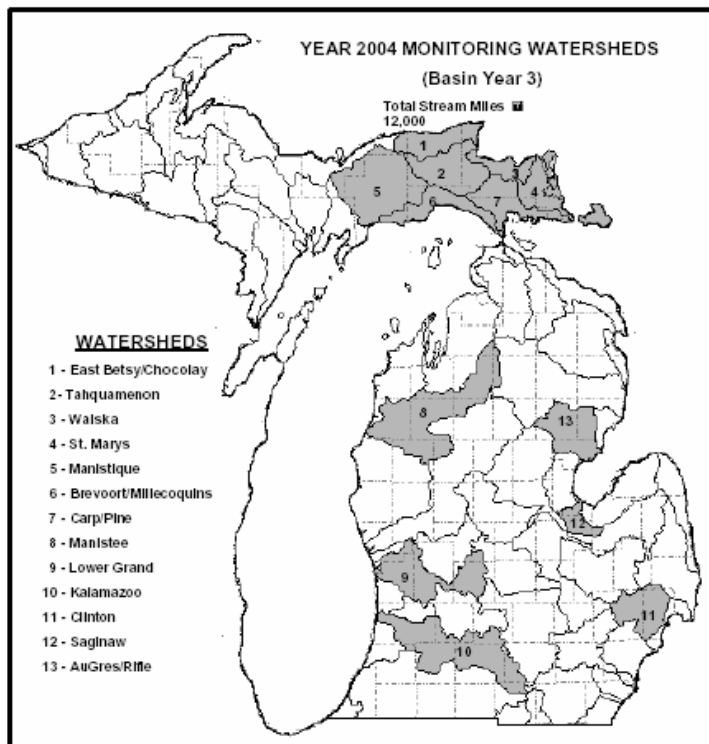 YEAR 2004 MONITORING WATERSHEDS
(Basin Year 3)
Total Stream Miles
12,000
1
2
3
4
5
6
7
8
13
12
9
11
10
WATERSHEDS
1 - East Betsy/Chocolay
2- Tahquamenon
3 - Waiska
4 - St. Marys
5 - Manistique
6 - Brevoort/Millecoquins
7 - Carp/Pine
8 - Manistee
9 - Lower Grand
10 - Kalamazoo
11 - Clinton
12 - Saginaw
13 - AuGres/Rifle